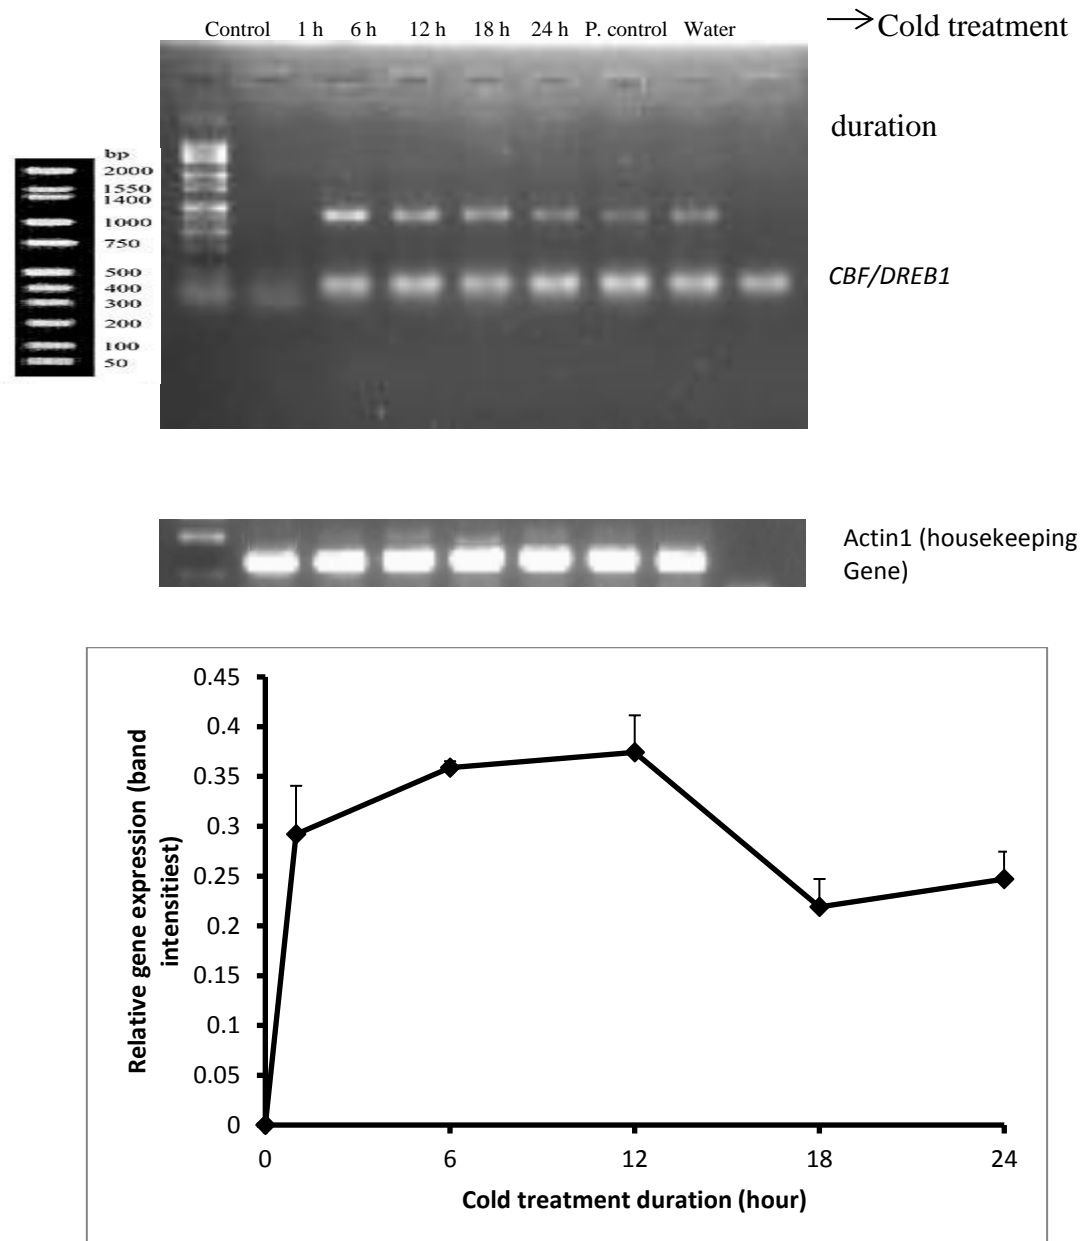 Control 1 h 6 h 12 h 18 h 24 h P. control Water
→Cold treatment
duration
bp
2000
1550
1400
1000
750
500
400
300
200
100
50
CBF/DREB1
Actin1 (housekeeping
Gene)
0.45
0.4
0.35
0.3
0.25
0.2
0.15
0.1
0.05
0
Relative gene expression (band
intensitiest)
0 6 12 18 24
Cold treatment duration (hour)